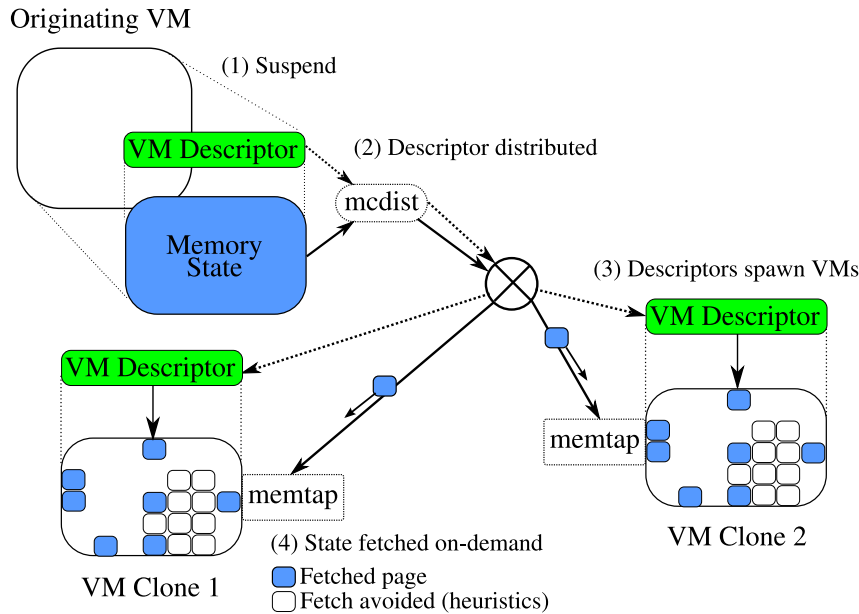 Originating VM
(1) Suspend
VM Descriptor
(2) Descriptor distributed
mcdist
Memory
State
(3) Descriptors spawn VMs
VM Descriptor
VM Descriptor
memtap
memtap
VM Clone 2
(4) State fetched on-demand
VM Clone 1
Fetched page
Fetch avoided (heuristics)